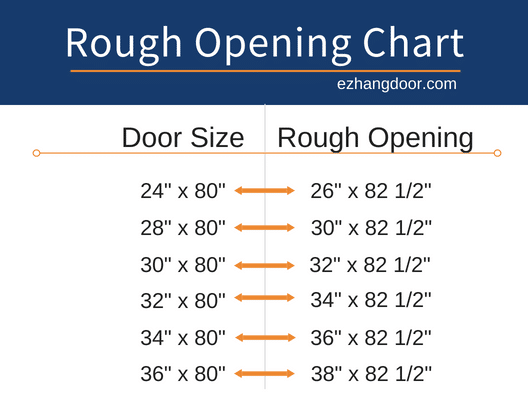 Rough Opening Chart
ezhangdoor.com
Door Size Rough Opening
24" x 80" 26" x 82 1/2"
28" x 80" 30" x 82 1/2"
30" x 80" 32" x 82 1/2"
32" x 80" 34" x 82 1/2"
34" x 80" 36" x 82 1/2"
36" x 80" 38" x 82 1/2"